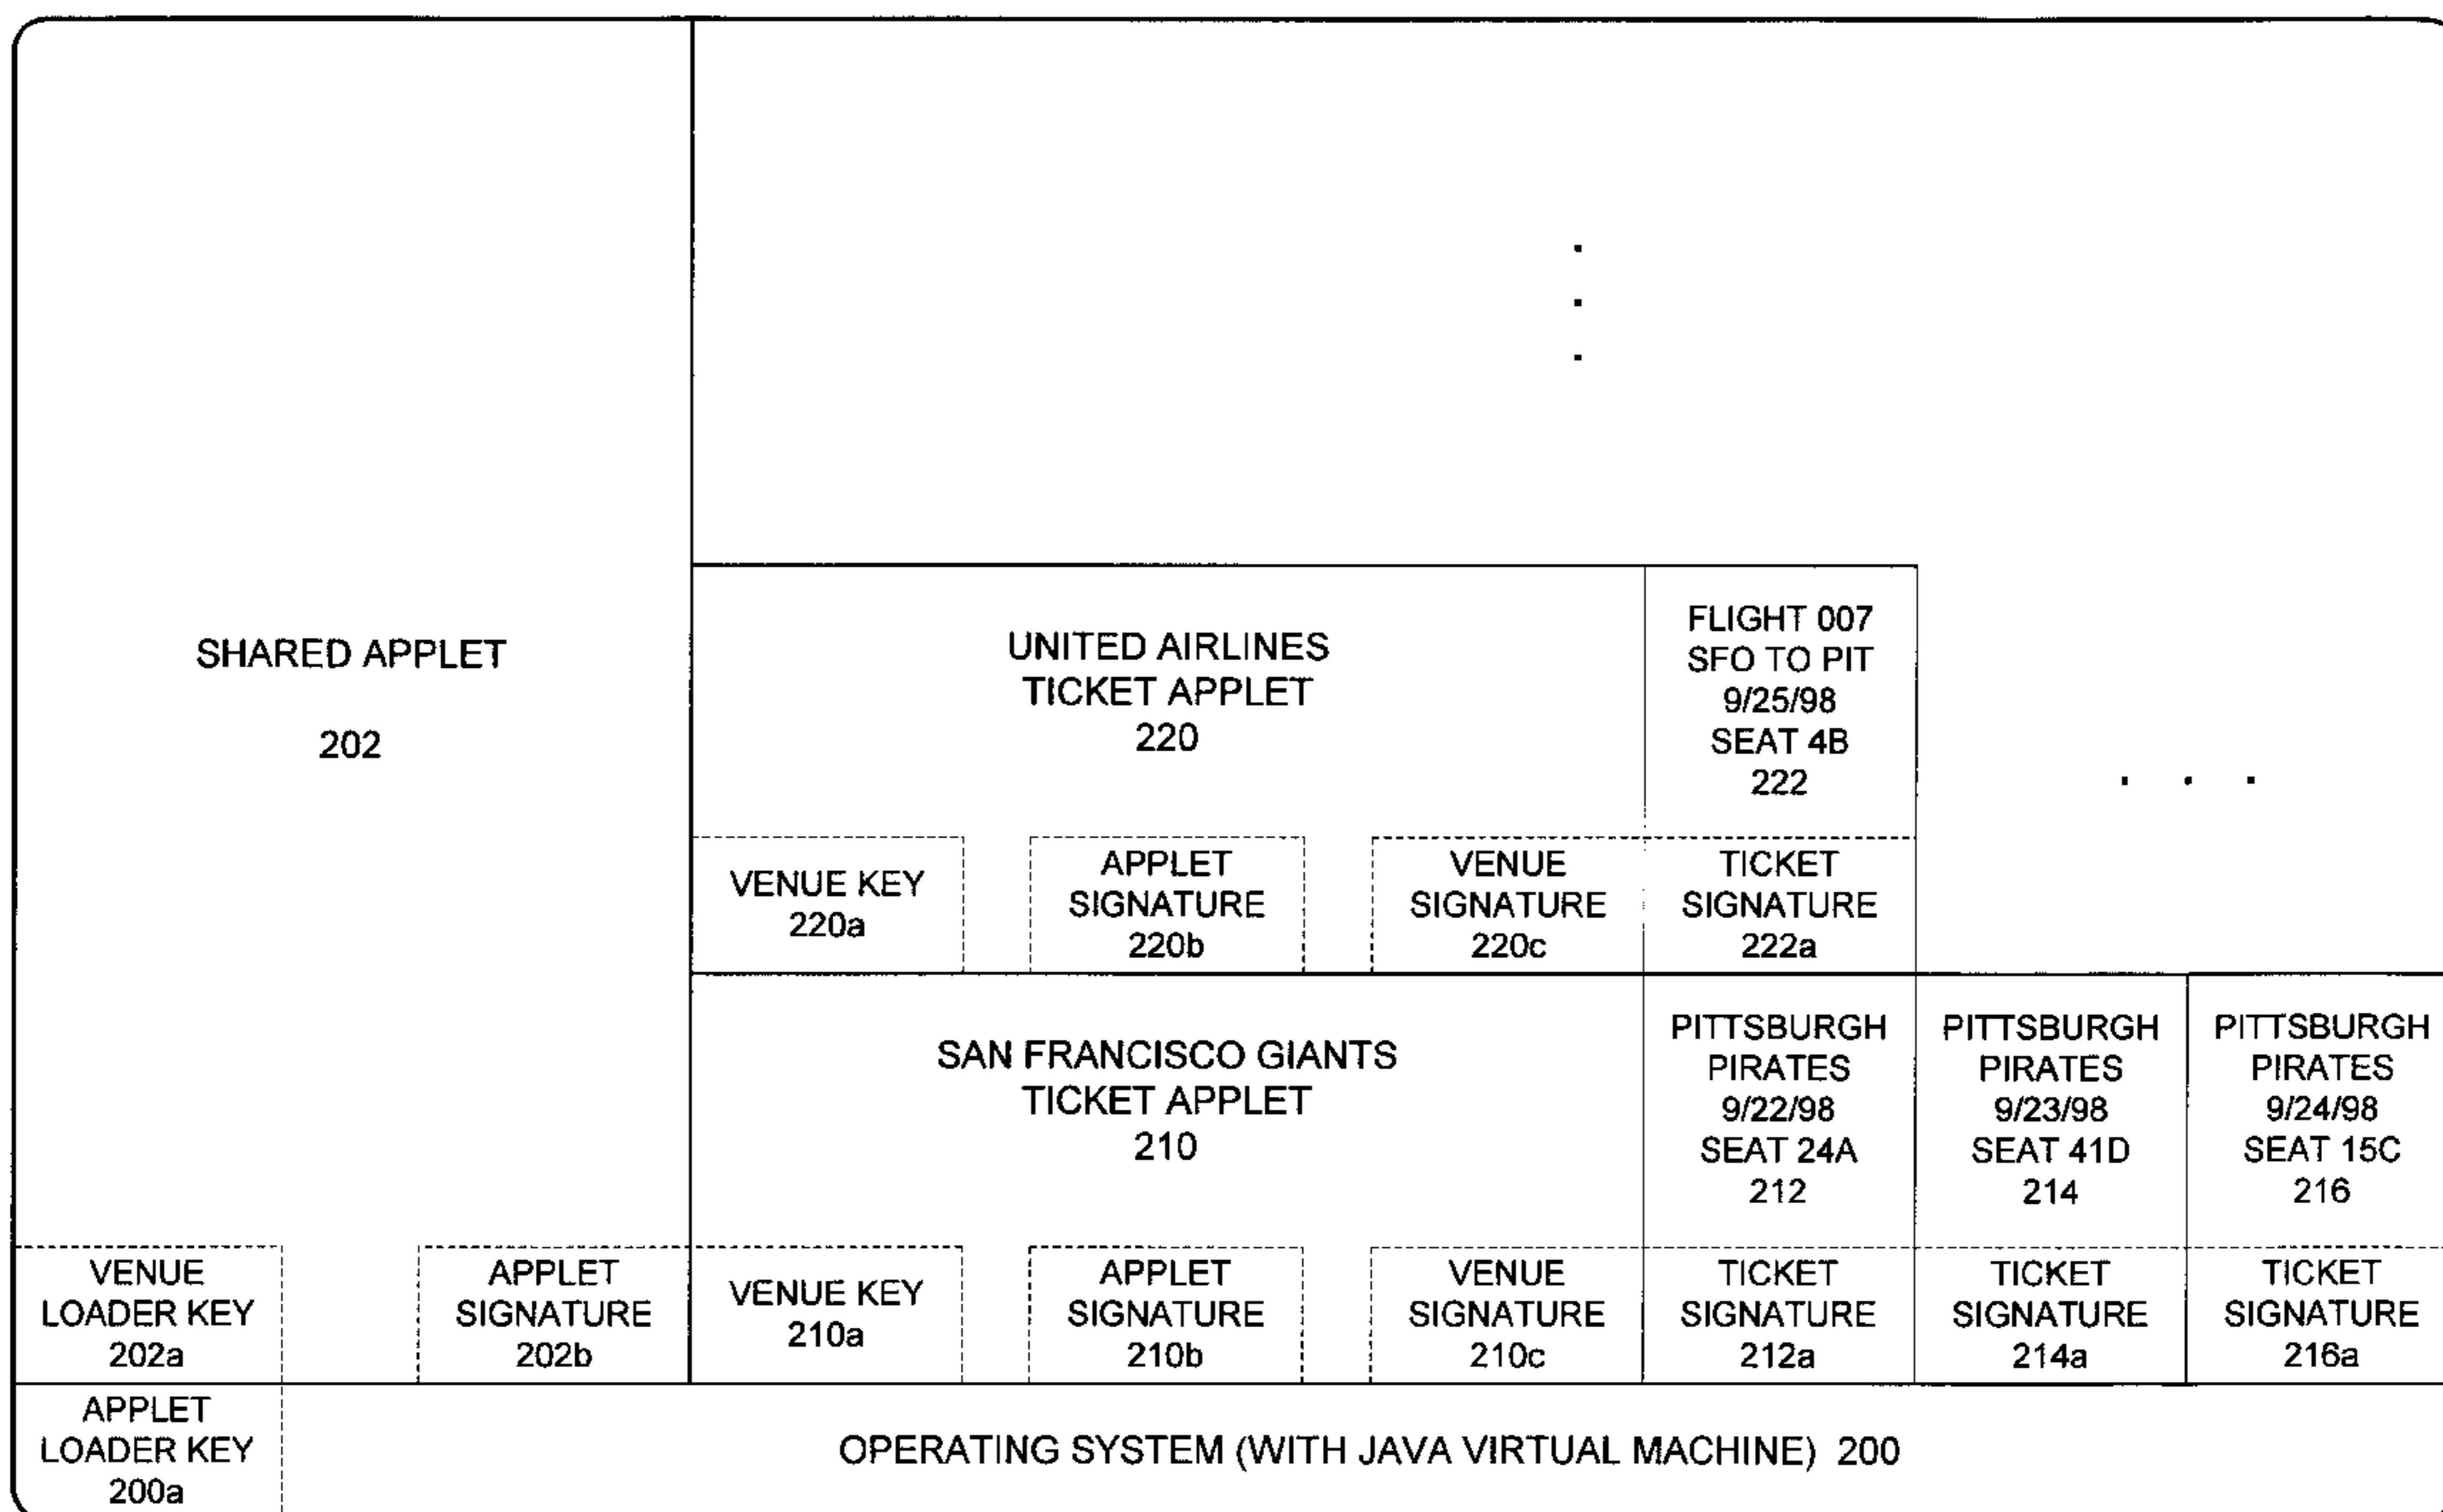 SHARED APPLET
202
UNITED AIRLINES
TICKET APPLET
220
FLIGHT 007
SFO TO PIT
9/25/98
SEAT 4B
222
. . .
VENUE KEY
220a
APPLET
SIGNATURE
220b
VENUE
SIGNATURE
220c
TICKET
SIGNATURE
222a
SAN FRANCISCO GIANTS
TICKET APPLET
210
PITTSBURGH
PIRATES
9/22/98
SEAT 24A
212
PITTSBURGH
PIRATES
9/23/98
SEAT 41D
214
PITTSBURGH
PIRATES
9/24/98
SEAT 15C
216
VENUE
LOADER KEY
202a
APPLET
SIGNATURE
202b
VENUE KEY
210a
APPLET
SIGNATURE
210b
VENUE
SIGNATURE
210c
TICKET
SIGNATURE
212a
TICKET
SIGNATURE
214a
TICKET
SIGNATURE
216a
APPLET
LOADER KEY
200a
OPERATING SYSTEM (WITH JAVA VIRTUAL MACHINE) 200